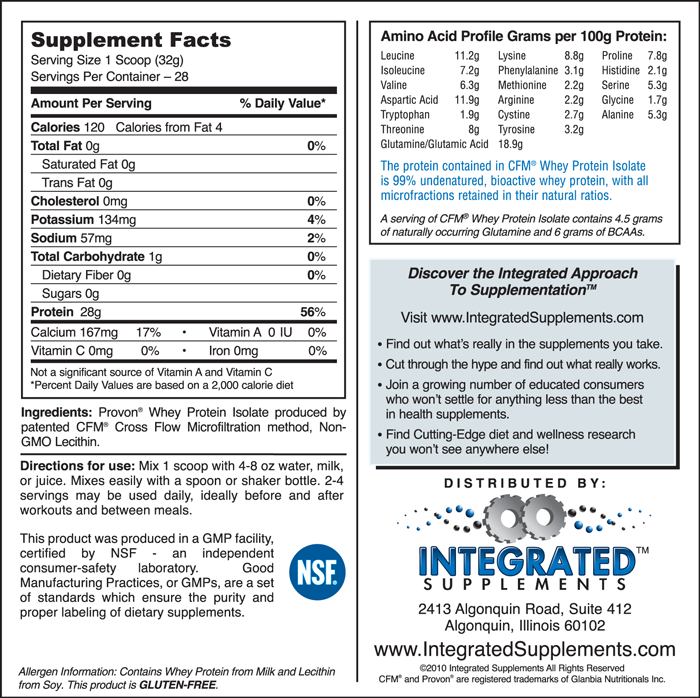 Supplement Facts
Serving Size 1 Scoop (32g)
Servings Per Container – 28
Amount Per Serving % Daily Value*
Calories 120 Calories from Fat 4
Total Fat 0g 0%
Saturated Fat 0g
Trans Fat 0g
Cholesterol 0mg 0%
Potassium 134mg 4%
Sodium 57mg 2%
Total Carbohydrate 1g 0%
Dietary Fiber 0g 0%
Sugars 0g
Protein 28g 56%
Calcium 167mg 17% • Vitamin A 0 IU 0%
Vitamin C 0mg 0% • Iron 0mg 0%
Not a significant source of Vitamin A and Vitamin C
*Percent Daily Values are based on a 2,000 calorie diet
Ingredients: Provon® Whey Protein Isolate produced by
patented CFM® Cross Flow Microfiltration method, Non-
GMO Lecithin.
Directions for use: Mix 1 scoop with 4-8 oz water, milk,
or juice. Mixes easily with a spoon or shaker bottle. 2-4
servings may be used daily, ideally before and after
workouts and between meals.
This product was produced in a GMP facility,
certified by NSF - an independent
consumer-safety laboratory. Good
Manufacturing Practices, or GMPs, are a set
of standards which ensure the purity and
proper labeling of dietary supplements.
NSF.
Allergen Information: Contains Whey Protein from Milk and Lecithin
from Soy. This product is GLUTEN-FREE.
Amino Acid Profile Grams per 100g Protein:
Leucine 11.2g Lysine 8.8g Proline 7.8g
Isoleucine 7.2g Phenylalanine 3.1g Histidine 2.1g
Valine 6.3g Methionine 2.2g Serine 5.3g
Aspartic Acid 11.9g Arginine 2.2g Glycine 1.7g
Tryptophan 1.9g Cystine 2.7g Alanine 5.3g
Threonine 8g Tyrosine 3.2g
Glutamine/Glutamic Acid 18.9g
The protein contained in CFM® Whey Protein Isolate
is 99% undenatured, bioactive whey protein, with all
microfractions retained in their natural ratios.
A serving of CFM® Whey Protein Isolate contains 4.5 grams
of naturally occurring Glutamine and 6 grams of BCAAs.
Discover the Integrated Approach
To Supplementation™
Visit www.IntegratedSupplements.com
• Find out what's really in the supplements you take.
• Cut through the hype and find out what really works.
• Join a growing number of educated consumers
who won't settle for anything less than the best
in health supplements.
• Find Cutting-Edge diet and wellness research
you won't see anywhere else!
DISTRIBUTED BY:
INTEGRATED™
SUPPLEMENTS
2413 Algonquin Road, Suite 412
Algonquin, Illinois 60102
www.IntegratedSupplements.com
©2010 Integrated Supplements All Rights Reserved
CFM® and Provon® are registered trademarks of Glanbia Nutritionals Inc.